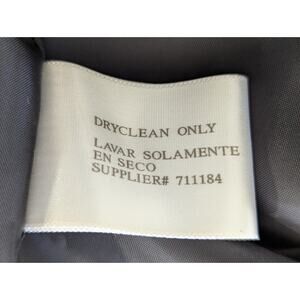 DRYCLEAN ONLY
LAVAR SOLAMENTE
EN SECO
SUPPLIER# 711184